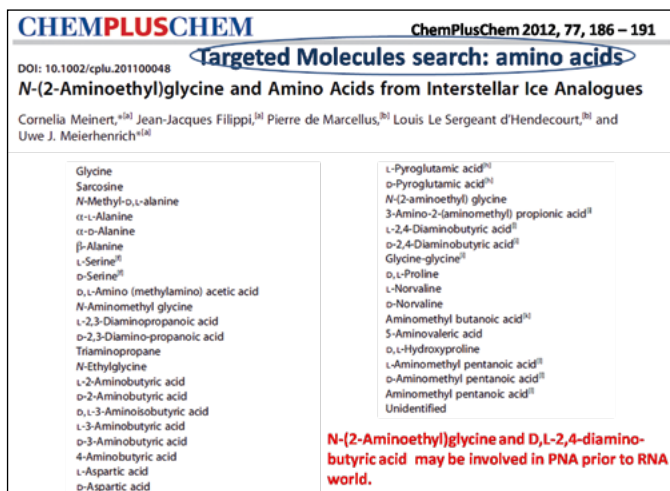 CHEMPLUSCHEM
ChemPlusChem 2012, 77, 186 – 191
Targeted Molecules search: amino acids
DOI: 10.1002/cplu.201100048
N-(2-Aminoethyl)glycine and Amino Acids from Interstellar Ice Analogues
Cornelia Meinert,*[a] Jean-Jacques Filippi,[a] Pierre de Marcellus,[b] Louis Le Sergeant d'Hendecourt,[b] and
Uwe J. Meierhenrich*[a]
Glycine
Sarcosine
N-Methyl-D,L-alanine
α-L-Alanine
α-D-Alanine
β-Alanine
L-Serine[f]
D-Serine[f]
D,L-Amino (methylamino) acetic acid
N-Aminomethyl glycine
L-2,3-Diaminopropanoic acid
D-2,3-Diamino-propanoic acid
Triaminopropane
N-Ethylglycine
L-2-Aminobutyric acid
D-2-Aminobutyric acid
D,L-3-Aminoisobutyric acid
L-3-Aminobutyric acid
D-3-Aminobutyric acid
4-Aminobutyric acid
L-Aspartic acid
D-Aspartic acid
L-Pyroglutamic acid[h]
D-Pyroglutamic acid[h]
N-(2-aminoethyl) glycine
3-Amino-2-(aminomethyl) propionic acid[i]
L-2,4-Diaminobutyric acid[j]
D-2,4-Diaminobutyric acid[j]
Glycine-glycine[j]
D,L-Proline
L-Norvaline
D-Norvaline
Aminomethyl butanoic acid[k]
5-Aminovaleric acid
D,L-Hydroxyproline
L-Aminomethyl pentanoic acid[l]
D-Aminomethyl pentanoic acid[l]
Aminomethyl pentanoic acid[l]
Unidentified
N-(2-Aminoethyl)glycine and D,L-2,4-diamino-
butyric acid may be involved in PNA prior to RNA
world.